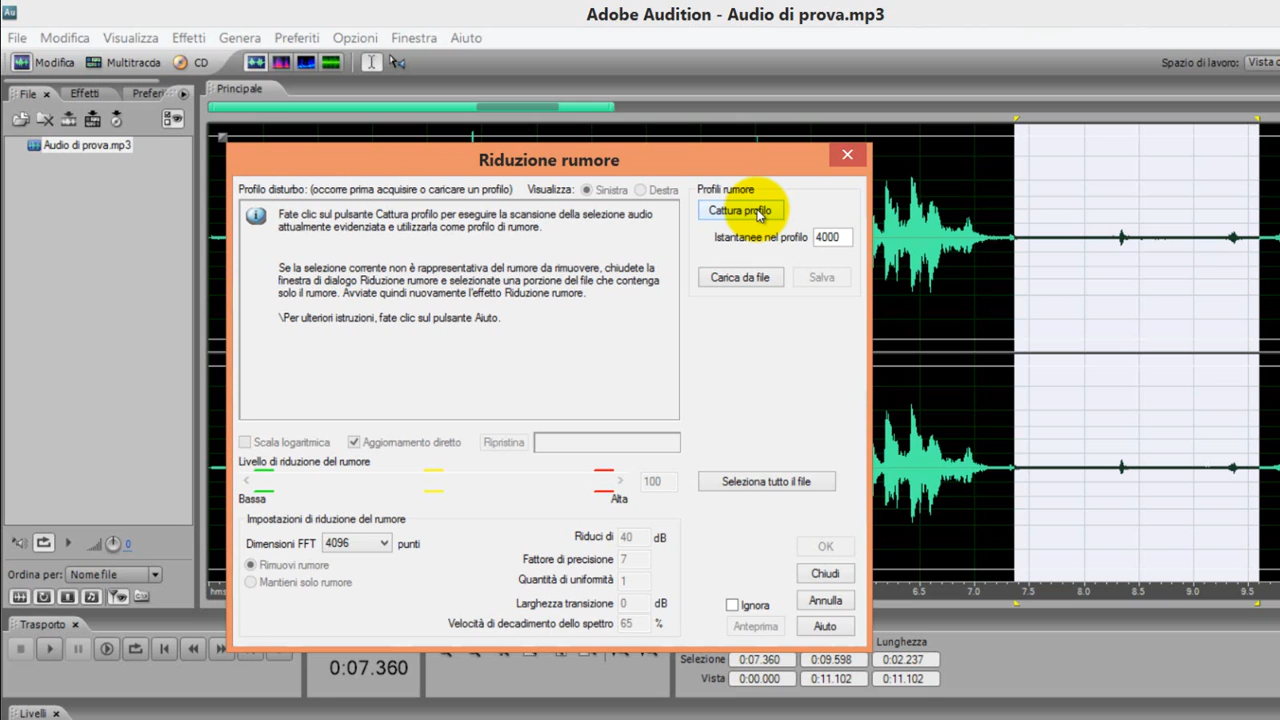 Au
Adobe Audition - Audio di prova.mp3
File Modifica Visualizza Effetti Genera Preferiti Opzioni Finestra Aiuto
Modifica Multitraccia CD
Spazio di lavoro: Vista
File Effetti Preferi
Principale
Audio di prova.mp3
Riduzione rumore
Profilo disturbo: (occorre prima acquisire o caricare un profilo) Visualizza: Sinistra Destra
Profili rumore
Fate clic sul pulsante Cattura profilo per eseguire la scansione della selezione audio
attualmente evidenziata e utilizzarla come profilo di rumore.
Cattura profilo
Istantanee nel profilo 4000
Se la selezione corrente non è rappresentativa del rumore da rimuovere, chiudete la
finestra di dialogo Riduzione rumore e selezionate una porzione del file che contenga
solo il rumore. Avviate quindi nuovamente l'effetto Riduzione rumore.
Carica da file Salva
\Per ulteriori istruzioni, fate clic sul pulsante Aiuto.
Scala logaritmica Aggiornamento diretto Ripristina
Livello di riduzione del rumore
100
Bassa Alta
Seleziona tutto il file
Impostazioni di riduzione del rumore
Dimensioni FFT 4096 punti
Rimuovi rumore
Mantieni solo rumore
Riduci di 40 dB
Fattore di precisione 7
Quantità di uniformità 1
Larghezza transizione 0 dB
Velocità di decadimento dello spettro 65 %
OK
Chiudi
Ignora Annulla
Anteprima Aiuto
0
Ordina per: Nome file
hms
6.5 7.0 7.5 8.0 8.5 9.0 9.5
Trasporto
0:07.360
Lunghezza
Selezione 0:07.360 0:09.598 0:02.237
Vista 0:00.000 0:11.102 0:11.102
Livelli